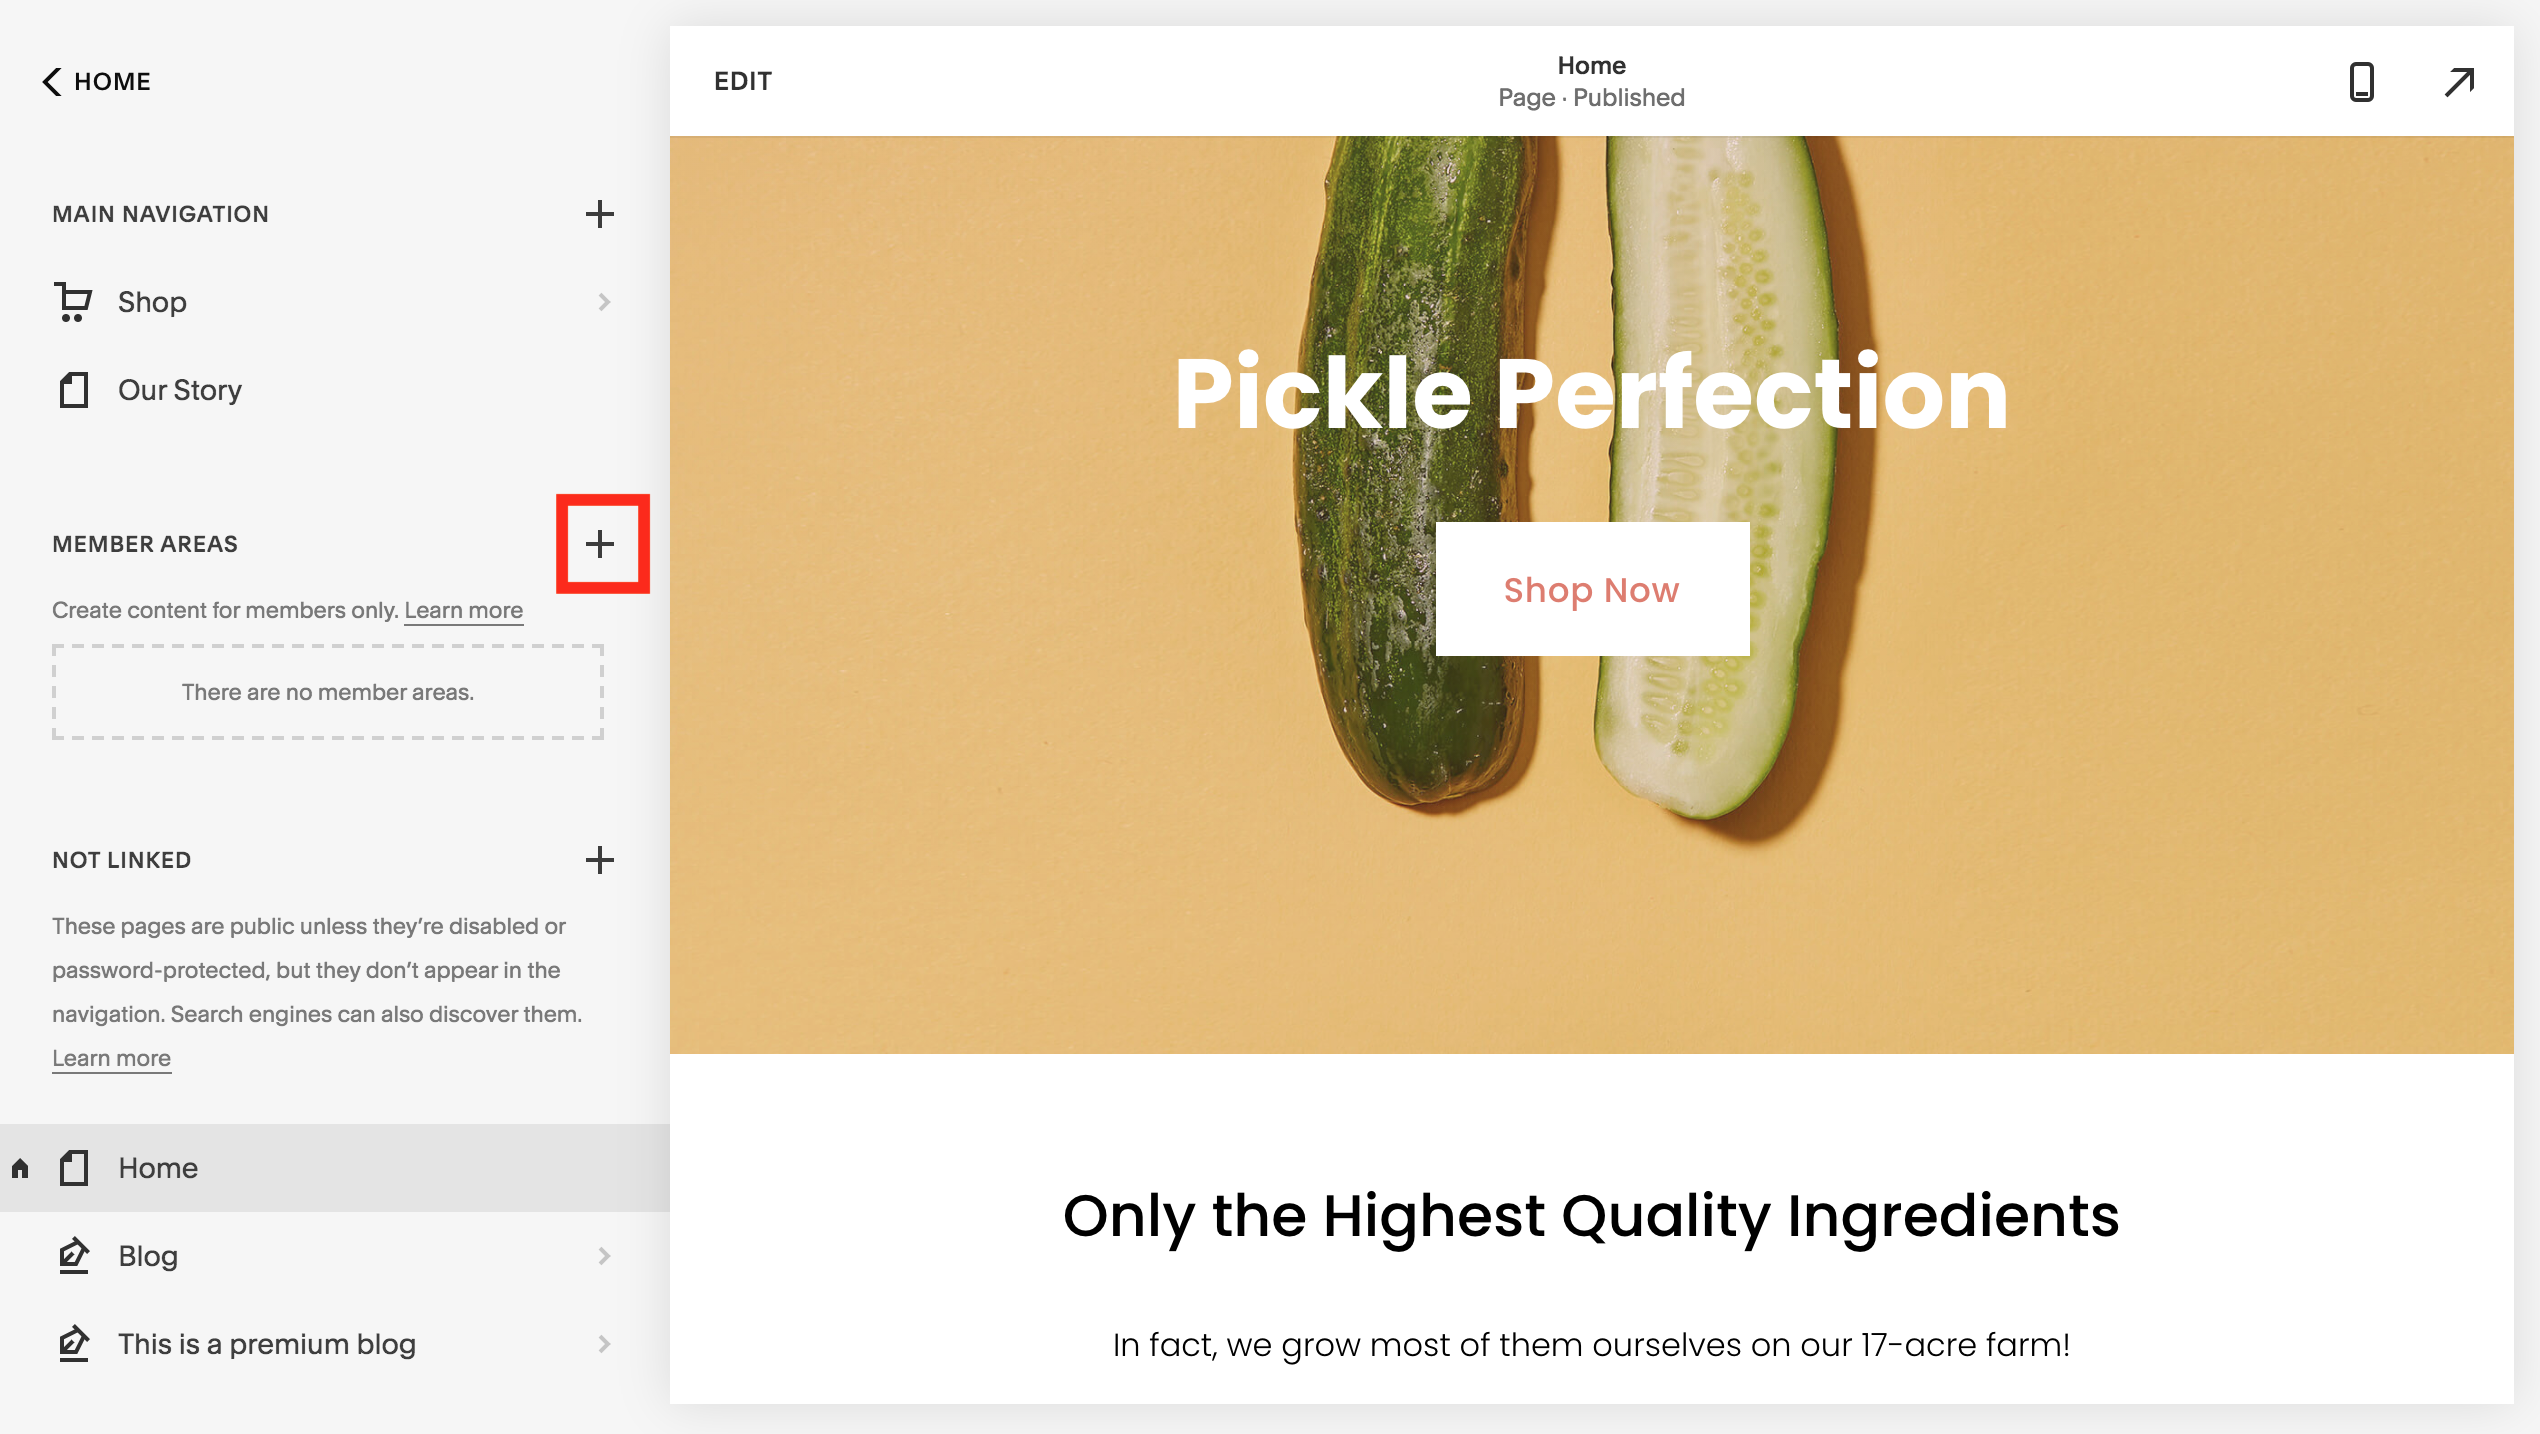 HOME
MAIN NAVIGATION
Shop
Our Story
MEMBER AREAS
Create content for members only. Learn more
There are no member areas.
NOT LINKED
These pages are public unless they’re disabled or
password-protected, but they don’t appear in the
navigation. Search engines can also discover them.
Learn more
Home
Blog
This is a premium blog
EDIT
Home
Page · Published
Pickle Perfection
Shop Now
Only the Highest Quality Ingredients
In fact, we grow most of them ourselves on our 17-acre farm!